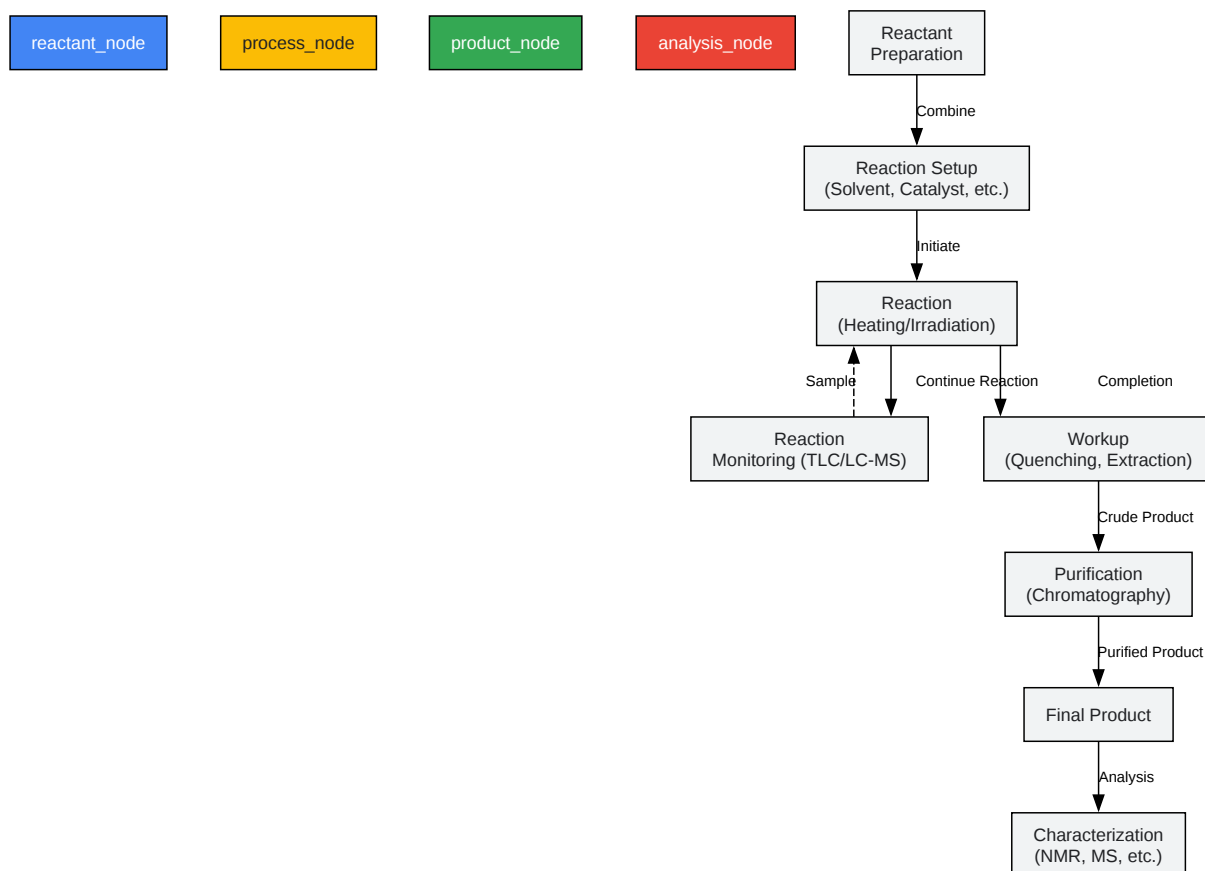 reactant_node
process_node
product_node
analysis_node
Reactant
Preparation
Combine
Reaction Setup
(Solvent, Catalyst, etc.)
Initiate
Reaction
(Heating/Irradiation)
Sample
Continue Reaction
Completion
Reaction
Monitoring (TLC/LC-MS)
Workup
(Quenching, Extraction)
Crude Product
Purification
(Chromatography)
Purified Product
Final Product
Analysis
Characterization
(NMR, MS, etc.)